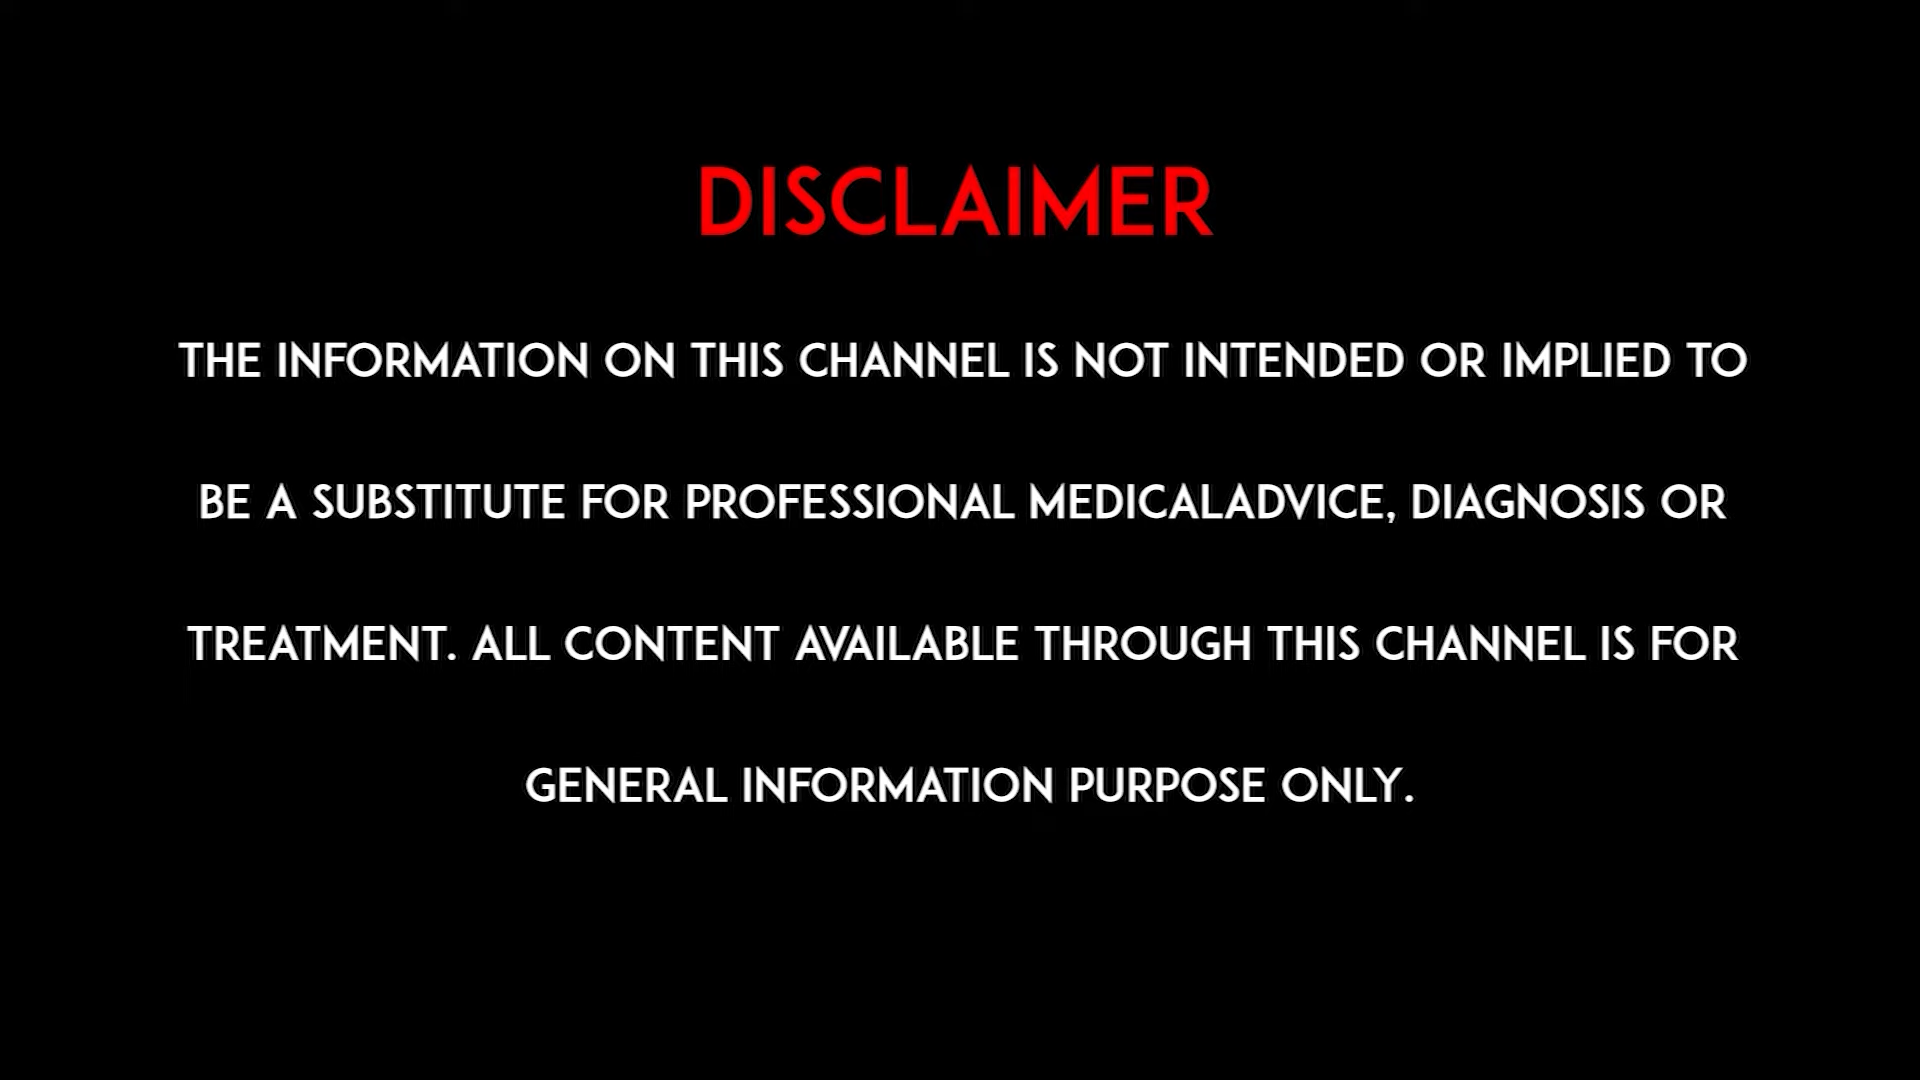 DISCLAIMER
THE INFORMATION ON THIS CHANNEL IS NOT INTENDED OR IMPLIED TO
BE A SUBSTITUTE FOR PROFESSIONAL MEDICALADVICE, DIAGNOSIS OR
TREATMENT. ALL CONTENT AVAILABLE THROUGH THIS CHANNEL IS FOR
GENERAL INFORMATION PURPOSE ONLY.